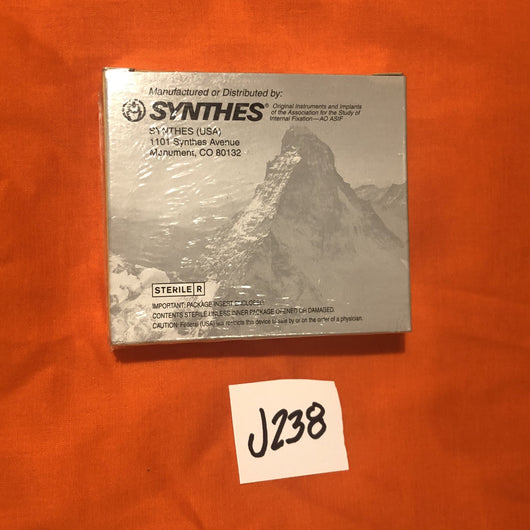 Manufactured or Distributed by:
SYNTHES®
Original Instruments and Implants
of the Association for the Study of
Internal Fixation—AO ASIF
SYNTHES (USA)
1101 Synthes Avenue
Monument, CO 80132
STERILE R
IMPORTANT: PACKAGE INSERT ENCLOSED.
CONTENTS STERILE UNLESS INNER PACKAGE OPENED OR DAMAGED.
CAUTION: Federal (USA) law restricts this device to sale by or on the order of a physician.
J238